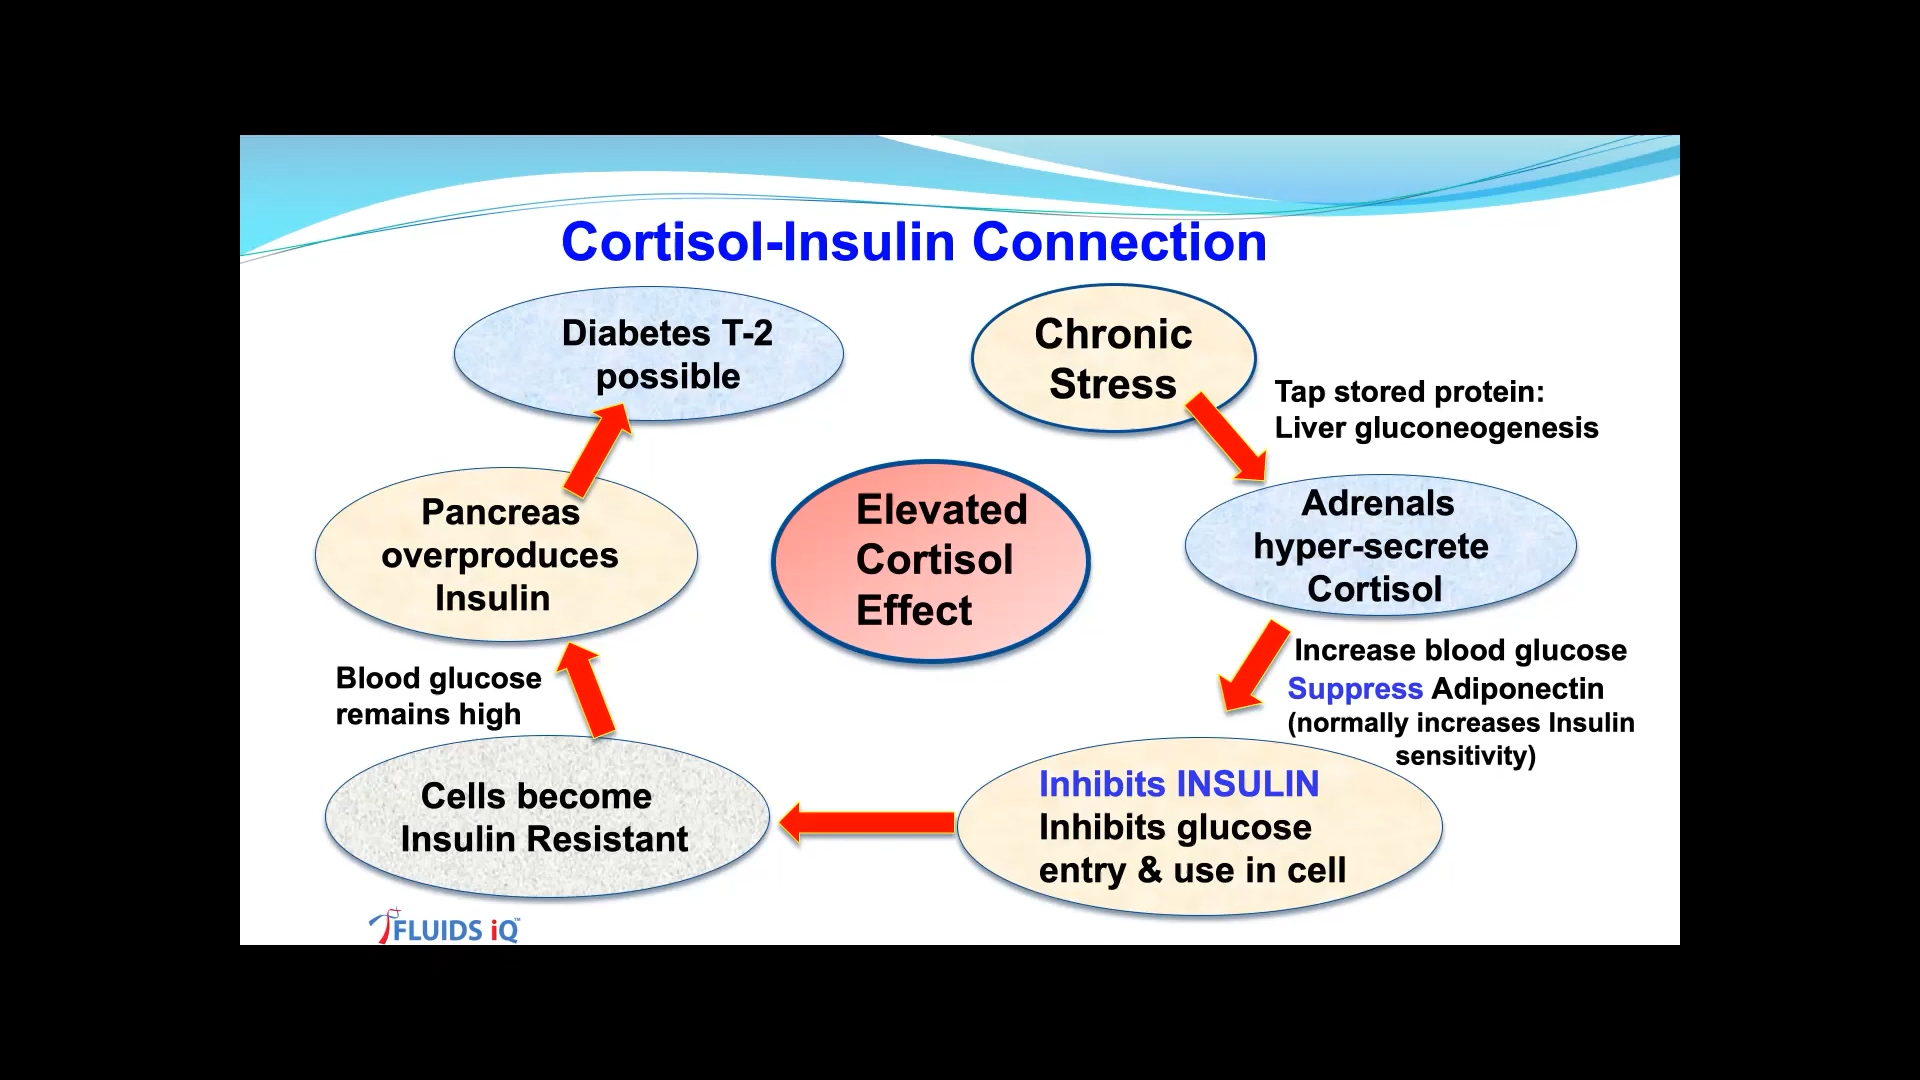 Cortisol-Insulin Connection
Diabetes T-2
possible
Chronic
Stress
Tap stored protein:
Liver gluconeogenesis
Pancreas
overproduces
Insulin
Elevated
Cortisol
Effect
Adrenals
hyper-secrete
Cortisol
Increase blood glucose
Suppress Adiponectin
(normally increases Insulin
sensitivity)
Blood glucose
remains high
Cells become
Insulin Resistant
Inhibits INSULIN
Inhibits glucose
entry & use in cell
FLUIDS iQ™